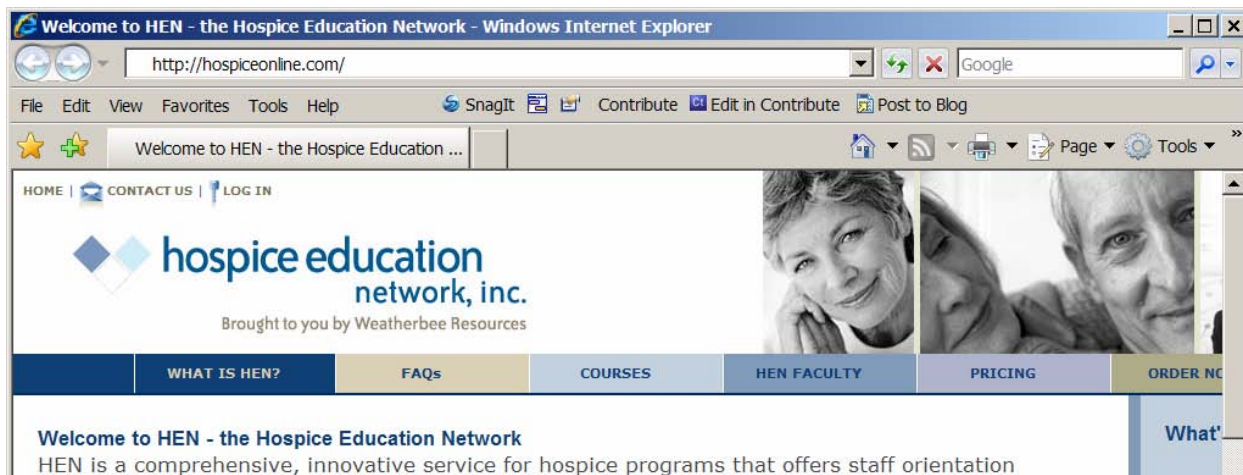 Welcome to HEN - the Hospice Education Network - Windows Internet Explorer
http://hospiceonline.com/ Google
File Edit View Favorites Tools Help SnagIt Contribute Ct Edit in Contribute Post to Blog
Welcome to HEN - the Hospice Education ... Page Tools »
HOME | CONTACT US | LOG IN
hospice education
network, inc.
Brought to you by Weatherbee Resources
WHAT IS HEN? FAQs COURSES HEN FACULTY PRICING ORDER
Welcome to HEN - the Hospice Education Network What'
HEN is a comprehensive, innovative service for hospice programs that offers staff orientation